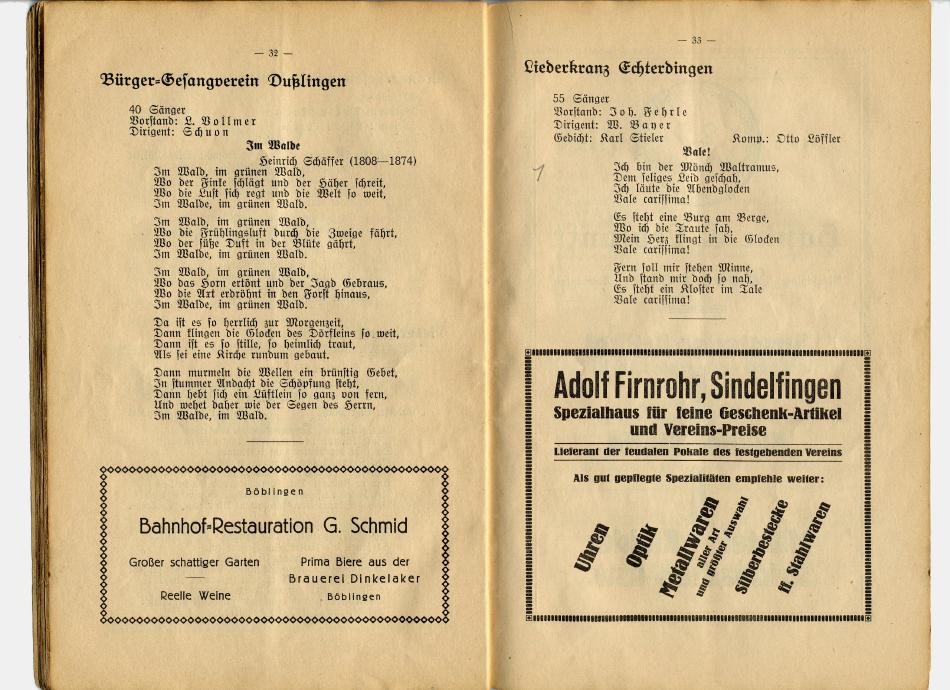 — 32 —
Bürger=Gesangverein Dußlingen
40 Sänger
Vorstand: L. Vollmer
Dirigent: Schuon
Im Walde
Heinrich Schäffer (1808—1874)
Im Wald, im grünen Wald,
Wo der Finke schlägt und der Häher schreit,
Wo die Lust sich regt und die Welt so weit,
Im Walde, im grünen Wald.
Im Wald, im grünen Wald,
Wo die Frühlingsluft durch die Zweige fährt,
Wo der süße Duft in der Blüte gährt,
Im Walde, im grünen Wald.
Im Wald, im grünen Wald,
Wo das Horn ertönt und der Jagd Gebraus,
Wo die Axt erdröhnt in den Forst hinaus,
Im Walde, im grünen Wald.
Da ist es so herrlich zur Morgenzeit,
Dann klingen die Glocken des Dörfleins so weit,
Dann ist es so stille, so heimlich traut,
Als sei eine Kirche rundum gebaut.
Dann murmeln die Wellen ein brünstig Gebet,
In stummer Andacht die Schöpfung steht,
Dann hebt sich ein Lüftlein so ganz von fern,
Und wehet daher wie der Segen des Herrn,
Im Walde, im Wald.
Böblingen
Bahnhof=Restauration G. Schmid
Großer schattiger Garten
Reelle Weine
Prima Biere aus der
Brauerei Dinkelaker
Böblingen
— 33 —
Liederkranz Echterdingen
55 Sänger
Vorstand: Joh. Fehrle
Dirigent: W. Bayer
Gedicht: Karl Stieler Komp.: Otto Löffler
Vale!
Ich bin der Mönch Waltramus,
Dem seliges Leid geschah,
Ich läute die Abendglocken
Vale carissima!
Es steht eine Burg am Berge,
Wo ich die Traute sah,
Mein Herz klingt in die Glocken
Vale carissima!
Fern soll mir stehen Minne,
Und stand mir doch so nah,
Es steht ein Kloster im Tale
Vale carissima!
Adolf Firnrohr, Sindelfingen
Spezialhaus für feine Geschenk-Artikel
und Vereins-Preise
Lieferant der feudalen Pokale des festgebenden Vereins
Als gut gepflegte Spezialitäten empfehle weiter:
Uhren
Optik
Metallwaren
aller Art
und größter Auswahl
Silberbestecke
ff. Stahlwaren